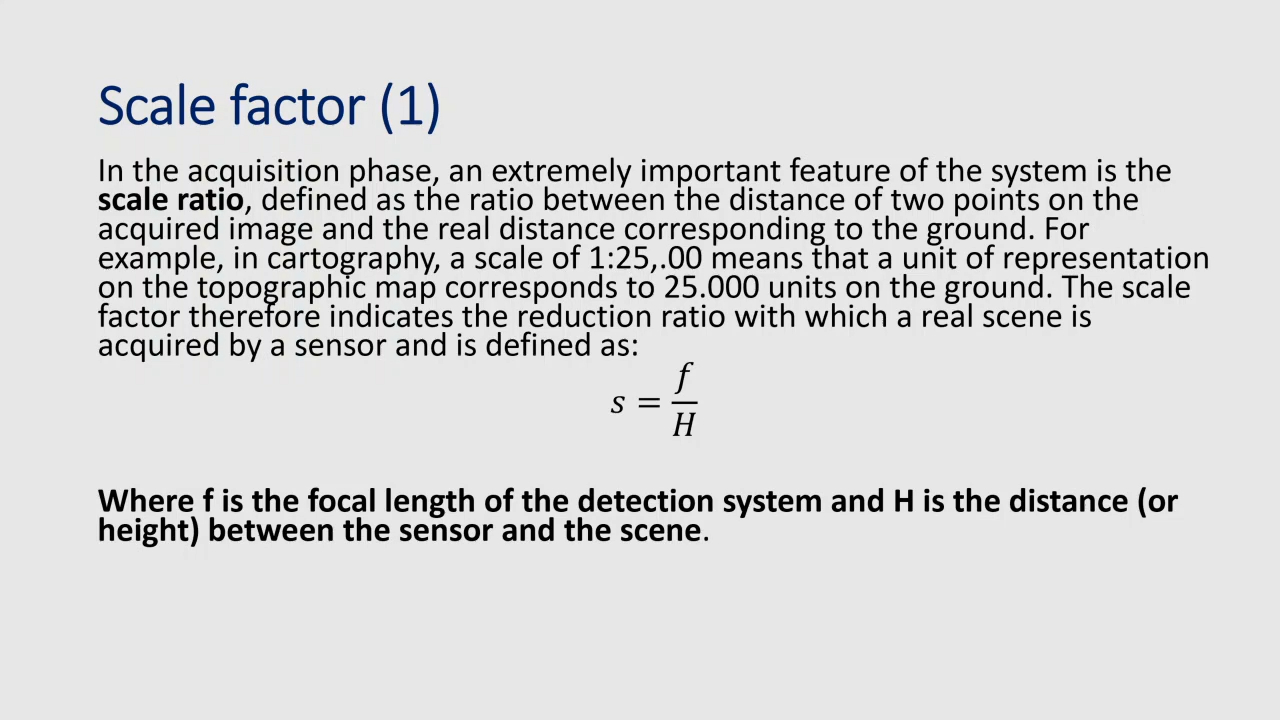 Scale factor (1)
In the acquisition phase, an extremely important feature of the system is the
scale ratio, defined as the ratio between the distance of two points on the
acquired image and the real distance corresponding to the ground. For
example, in cartography, a scale of 1:25,.00 means that a unit of representation
on the topographic map corresponds to 25.000 units on the ground. The scale
factor therefore indicates the reduction ratio with which a real scene is
acquired by a sensor and is defined as:
s = f/H
Where f is the focal length of the detection system and H is the distance (or
height) between the sensor and the scene.